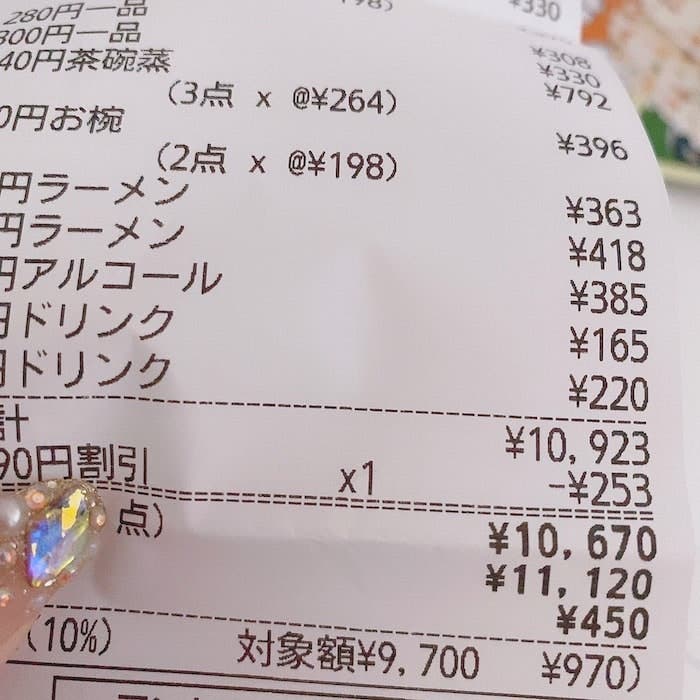 280円一品 ¥330
300円一品 ¥308
40円茶碗蒸 ¥330
(3点 x @¥264) ¥792
0円お椀
(2点 x @¥198) ¥396
円ラーメン ¥363
円ラーメン ¥418
円アルコール ¥385
円ドリンク ¥165
円ドリンク ¥220
計 ¥10,923
90円割引 x1 -¥253
点) ¥10,670
¥11,120
¥450
(10%) 対象額¥9,700 ¥970)